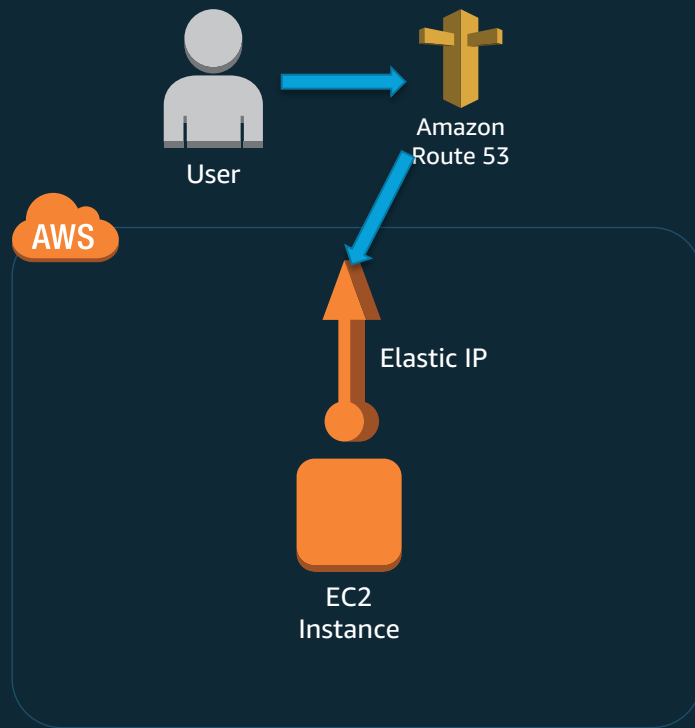 User
Amazon
Route 53
AWS
Elastic IP
EC2
Instance